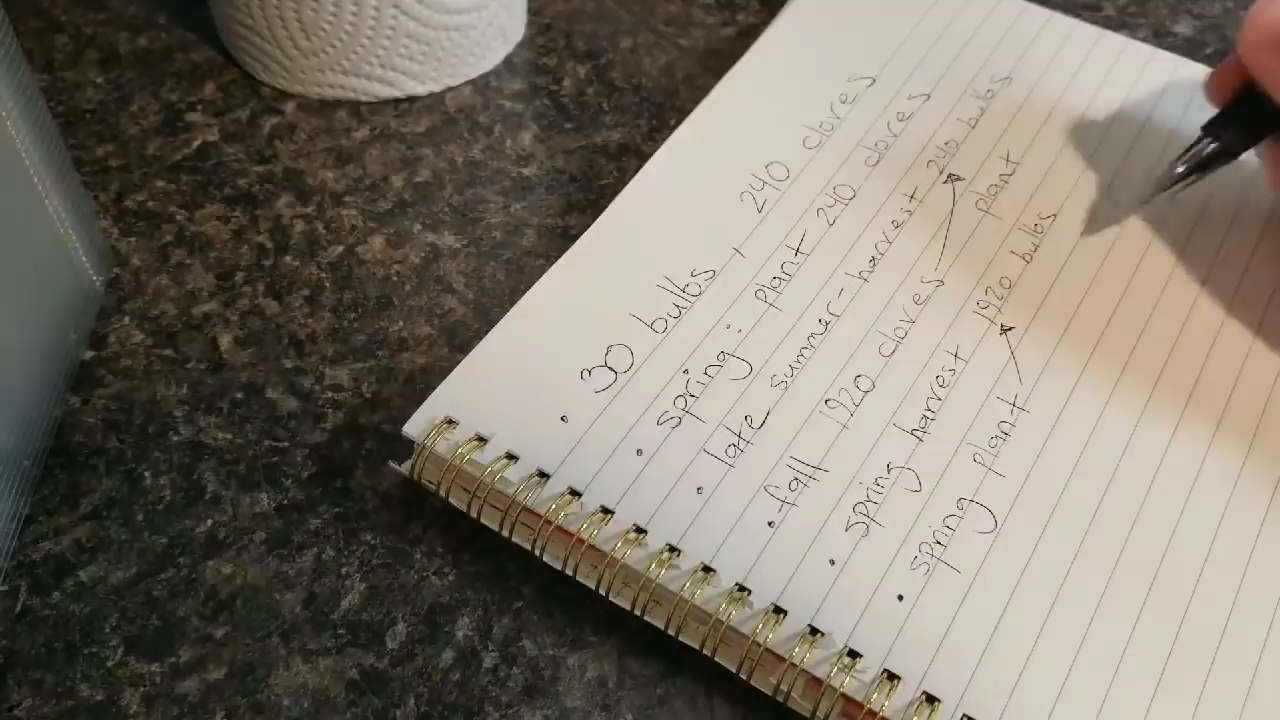 • 30 bulbs, 240 cloves
• spring: plant 240 cloves
• late summer - harvest 240 bulbs
• fall 1920 cloves plant
• spring harvest 1920 bulbs
• spring plant